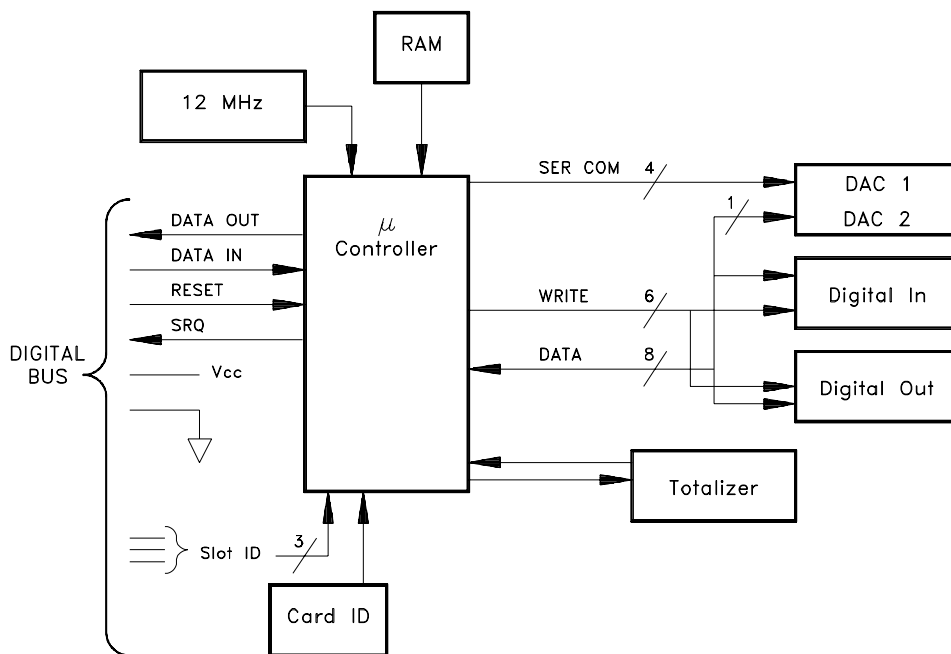 RAM
12 MHz
SER COM 4
DAC 1
1
DAC 2
μ
Controller
DATA OUT
DATA IN
RESET
SRQ
DIGITAL
BUS
Vcc
WRITE 6
Digital In
DATA 8
Digital Out
Totalizer
Slot ID 3
Card ID